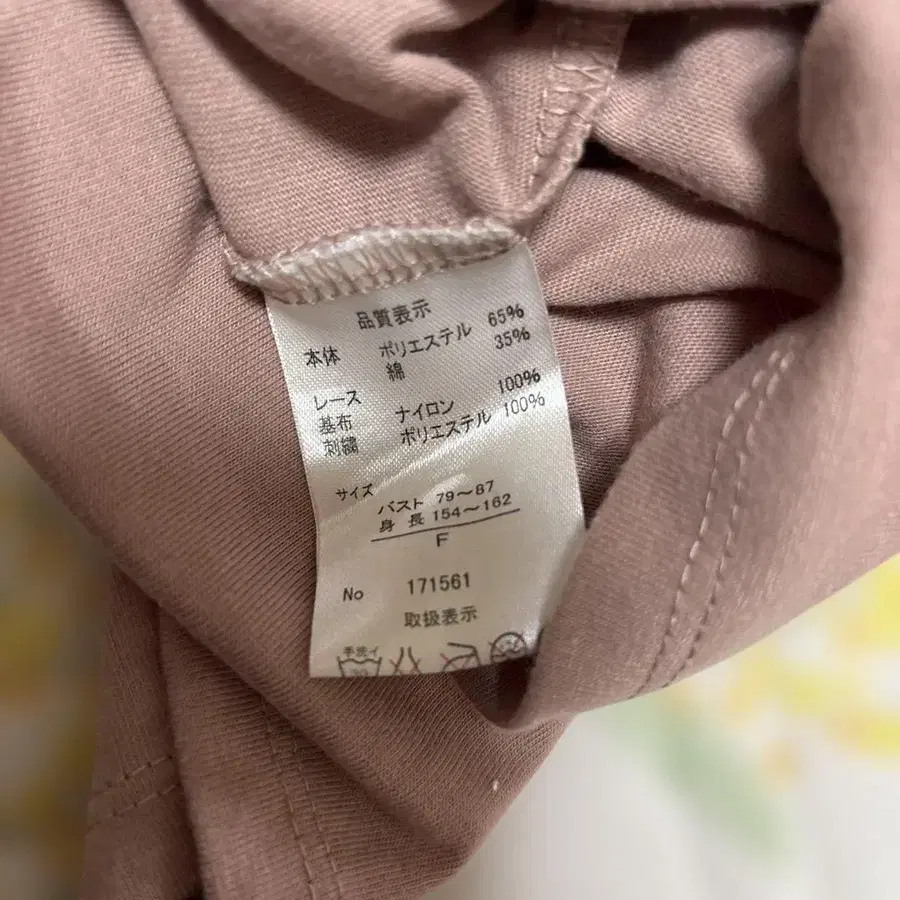 品質表示
本体 ポリエステル 65%
綿 35%
レース
基布 ナイロン 100%
刺繍 ポリエステル 100%
サイズ
バスト 79～87
身長 154～162
F
No 171561
取扱表示
手洗イ